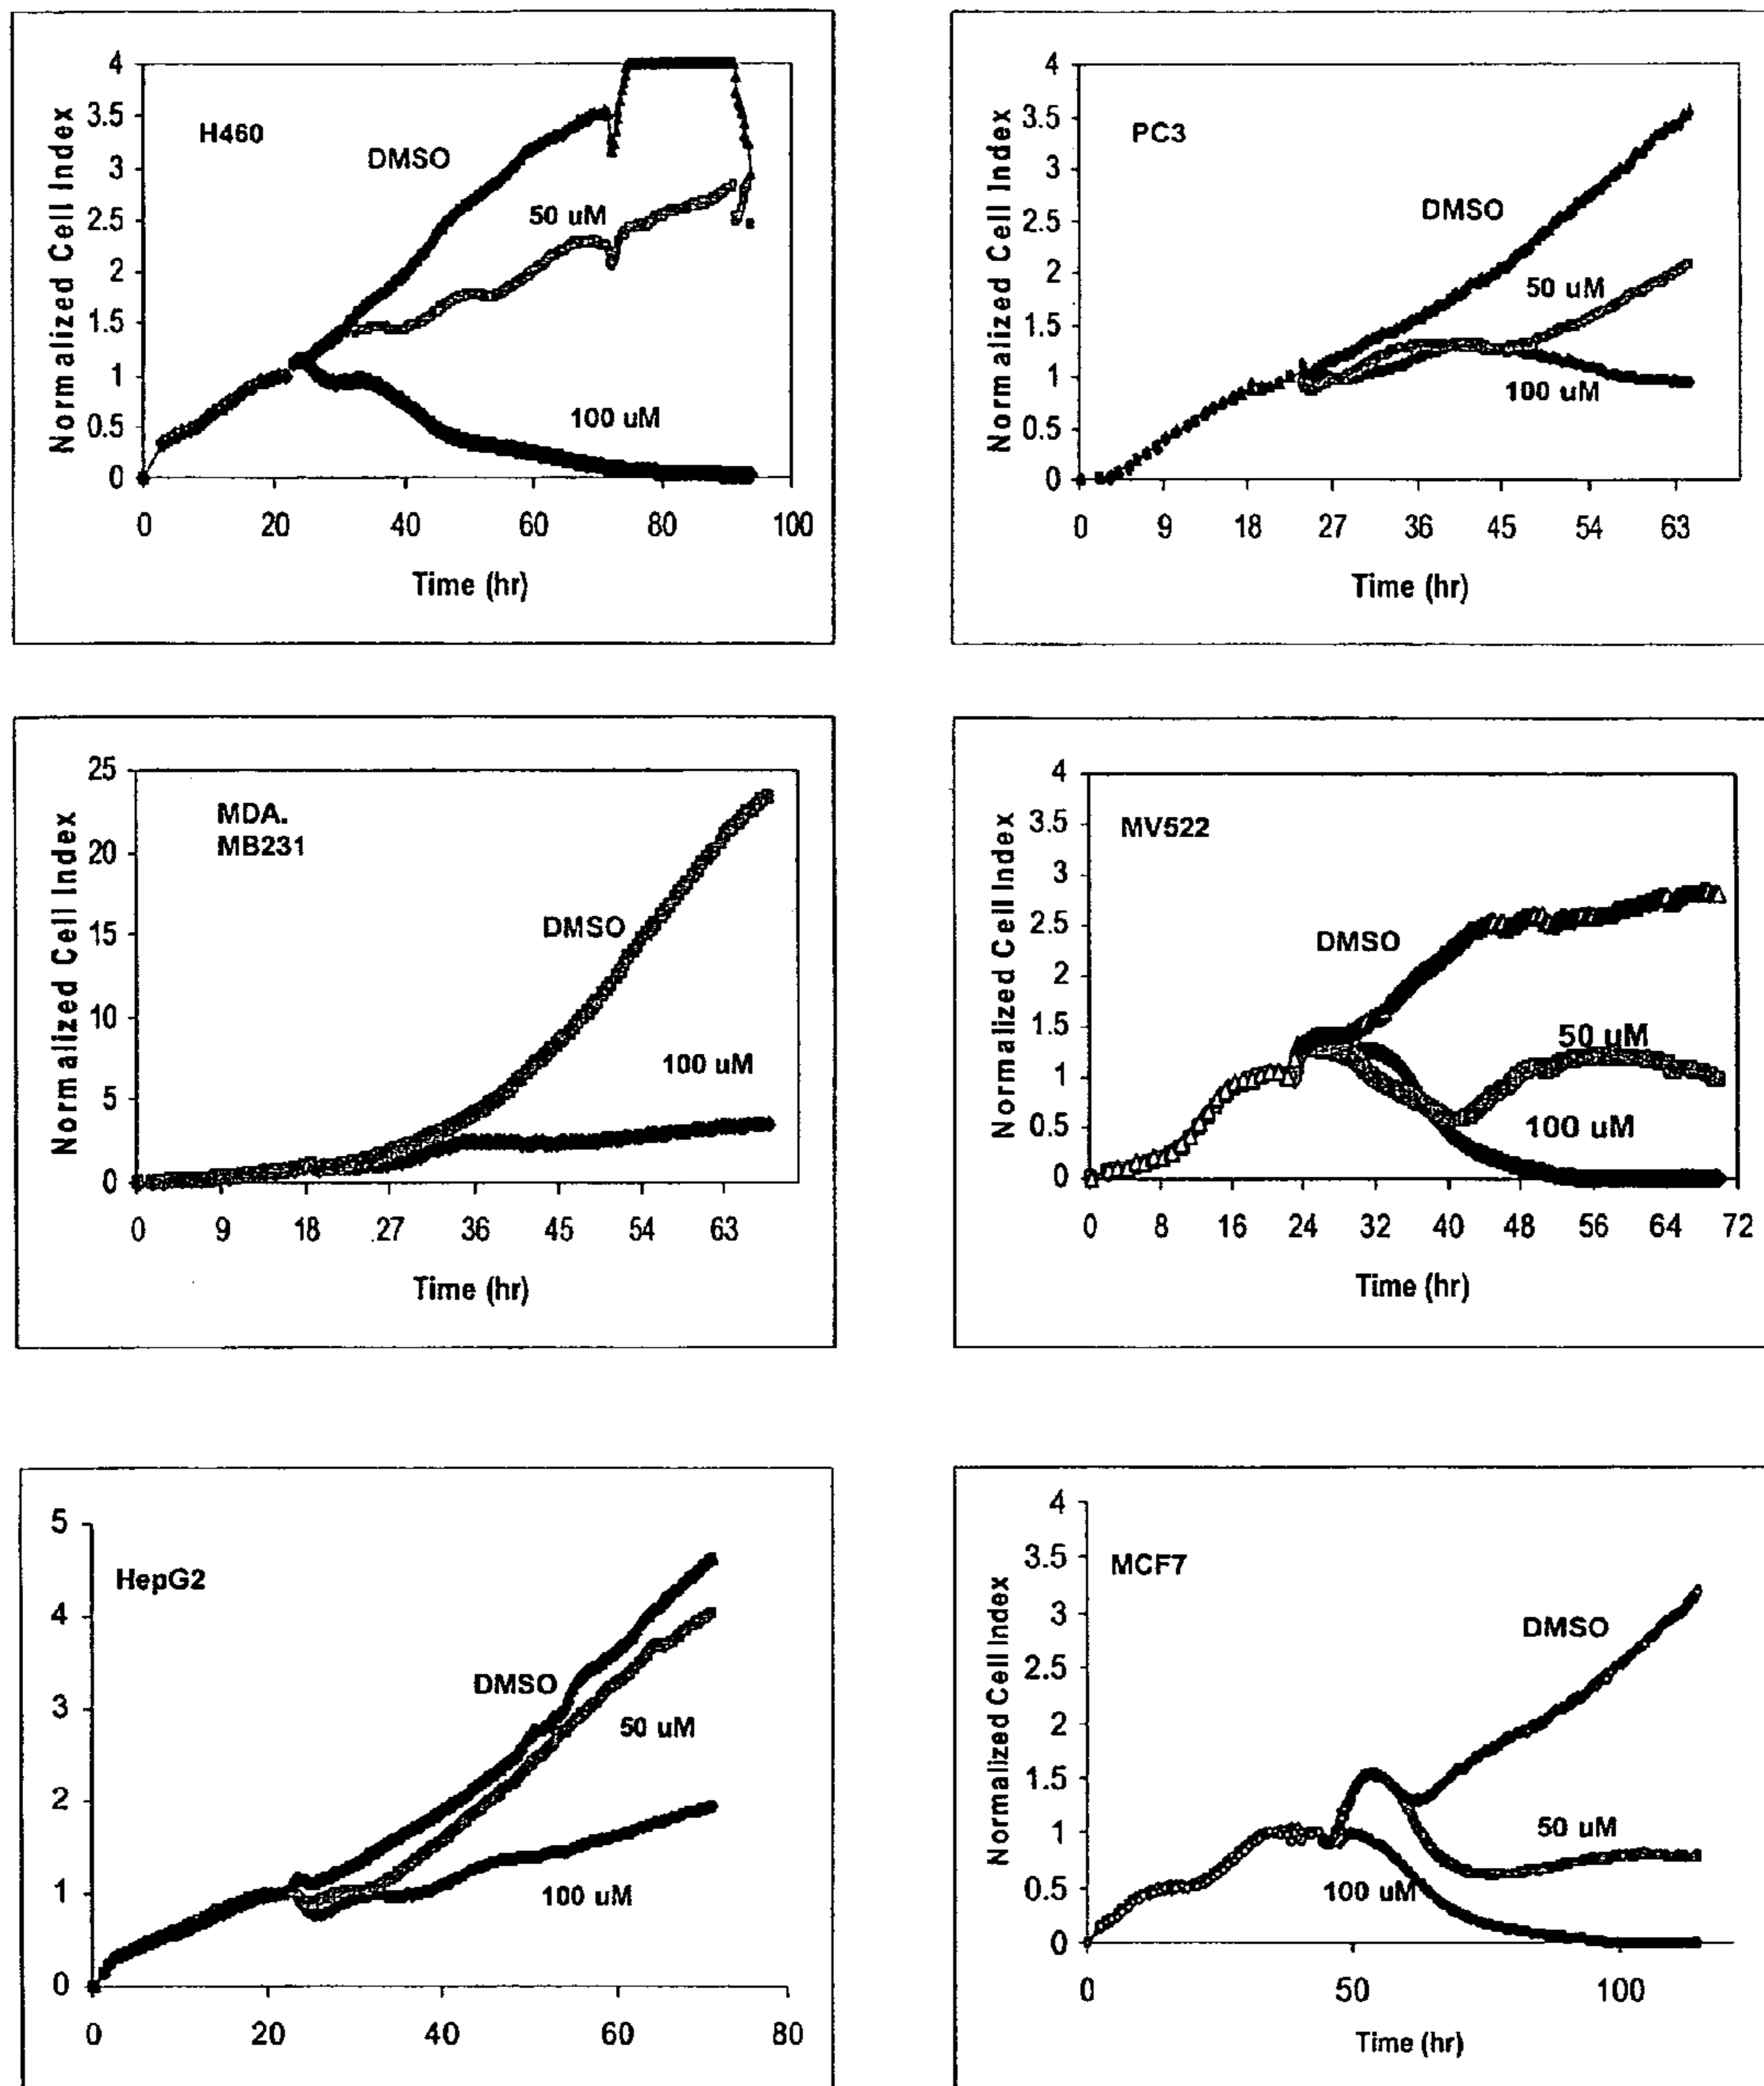 Normalized Cell Index
4
3.5
3
2.5
2
1.5
1
0.5
0
H460
DMSO
50 uM
100 uM
0 20 40 60 80 100
Time (hr)
Normalized Cell Index
4
3.5
3
2.5
2
1.5
1
0.5
0
PC3
DMSO
50 uM
100 uM
0 9 18 27 36 45 54 63
Time (hr)
Normalized Cell Index
25
20
15
10
5
0
MDA.
MB231
DMSO
100 uM
0 9 18 27 36 45 54 63
Time (hr)
Normalized Cell Index
4
3.5
3
2.5
2
1.5
1
0.5
0
MV522
DMSO
50 uM
100 uM
0 8 16 24 32 40 48 56 64 72
Time (hr)
5
4
3
2
1
0
HepG2
DMSO
50 uM
100 uM
0 20 40 60 80
Normalized Cell Index
4
3.5
3
2.5
2
1.5
1
0.5
0
MCF7
DMSO
50 uM
100 uM
0 50 100
Time (hr)